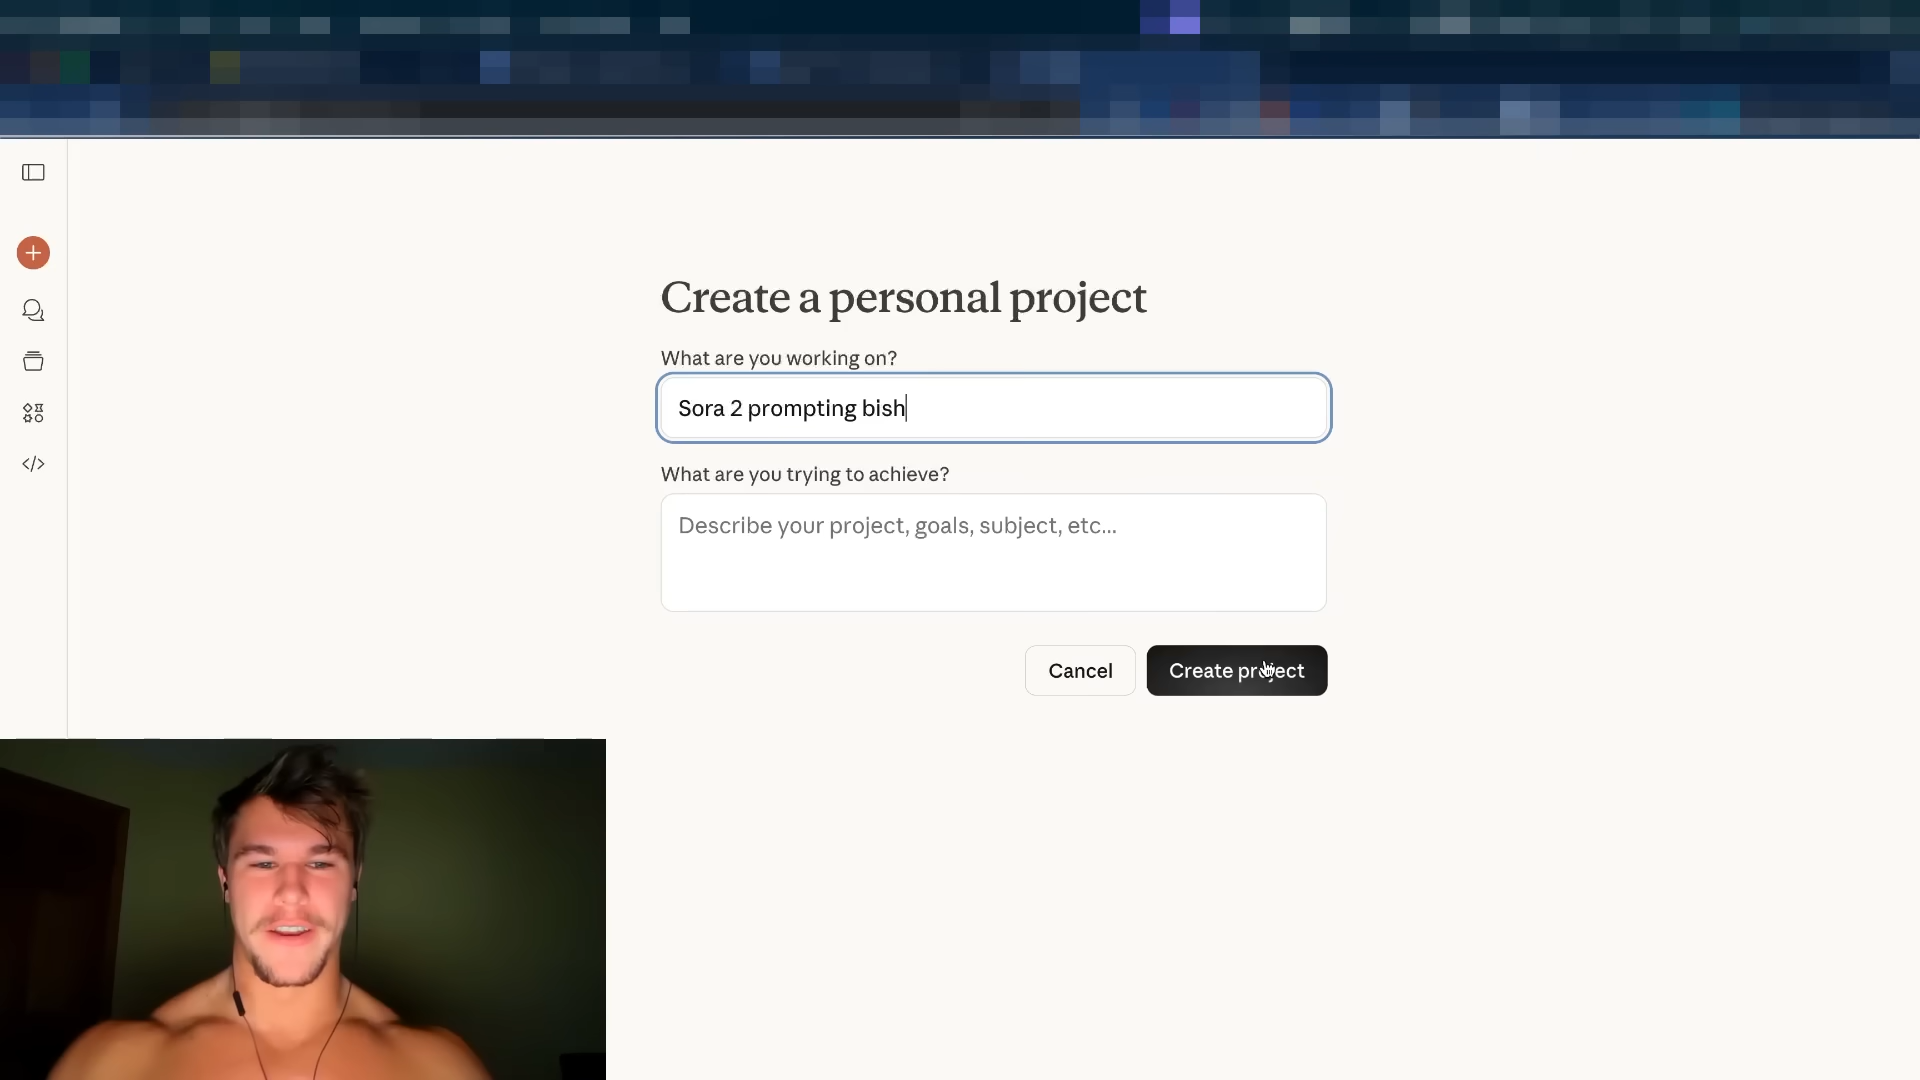 Create a personal project
What are you working on?
Sora 2 prompting bish
What are you trying to achieve?
Describe your project, goals, subject, etc...
Cancel
Create project